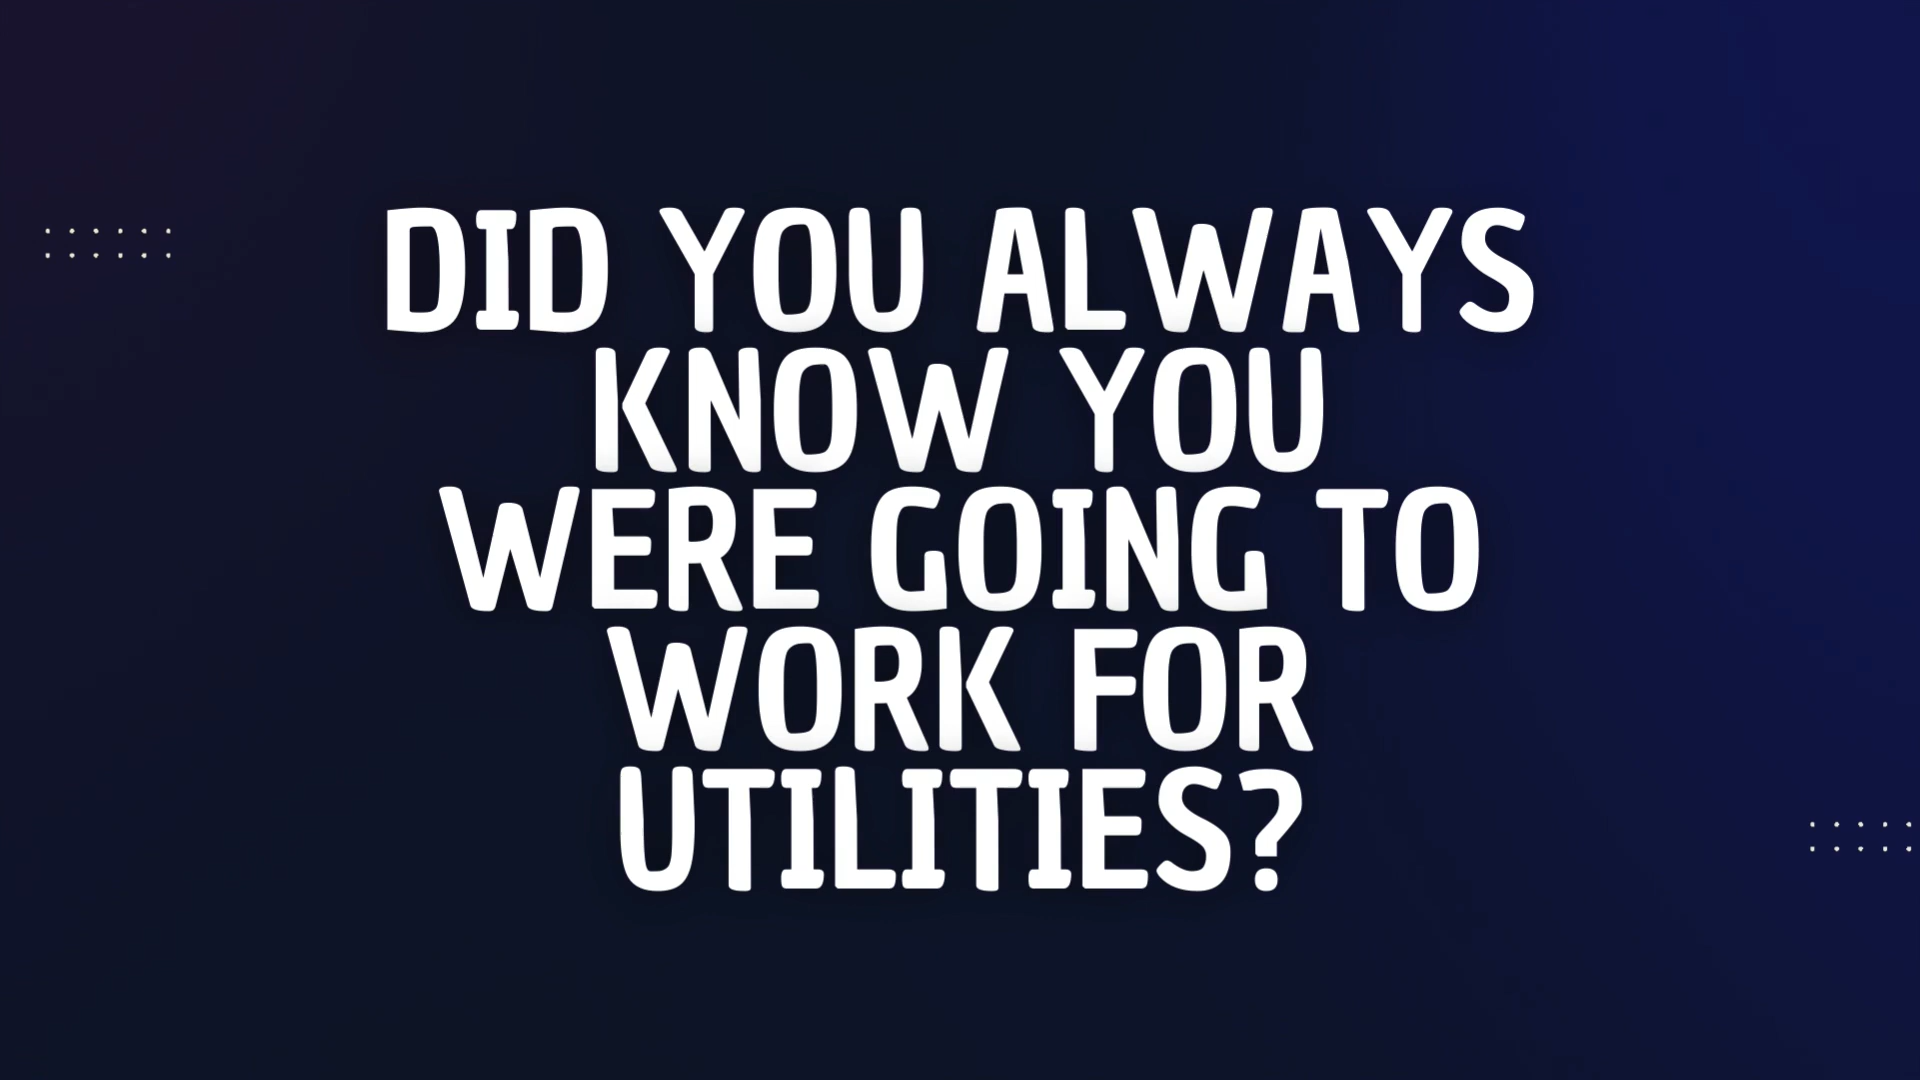 DID YOU ALWAYS
KNOW YOU
WERE GOING TO
WORK FOR
UTILITIES?